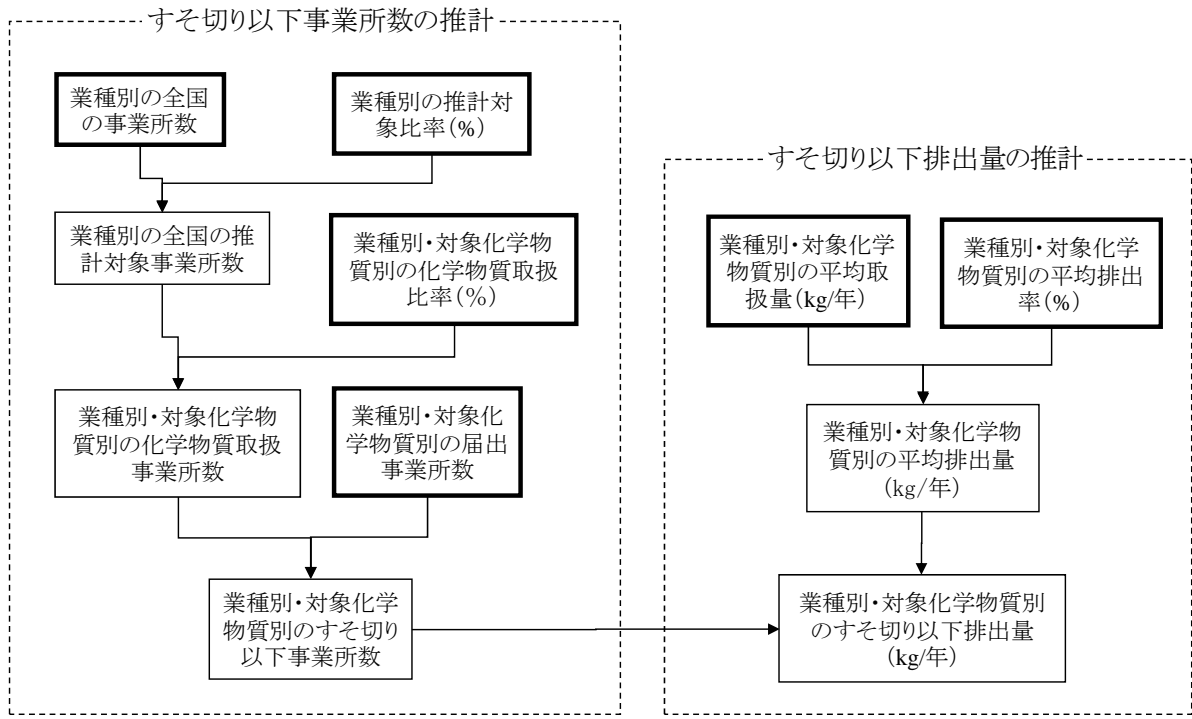 すそ切り以下事業所数の推計
業種別の全国
の事業所数
業種別の推計対
象比率(%)
業種別の全国の推
計対象事業所数
業種別・対象化学物
質別の化学物質取扱
比率(％)
業種別・対象化学物
質別の化学物質取扱
事業所数
業種別・対象化
学物質別の届出
事業所数
業種別・対象化学
物質別のすそ切り
以下事業所数
すそ切り以下排出量の推計
業種別・対象化学
物質別の平均取
扱量(kg/年)
業種別・対象化学
物質別の平均排出
率(%)
業種別・対象化学物
質別の平均排出量
(kg/年)
業種別・対象化学物質別
のすそ切り以下排出量
(kg/年)